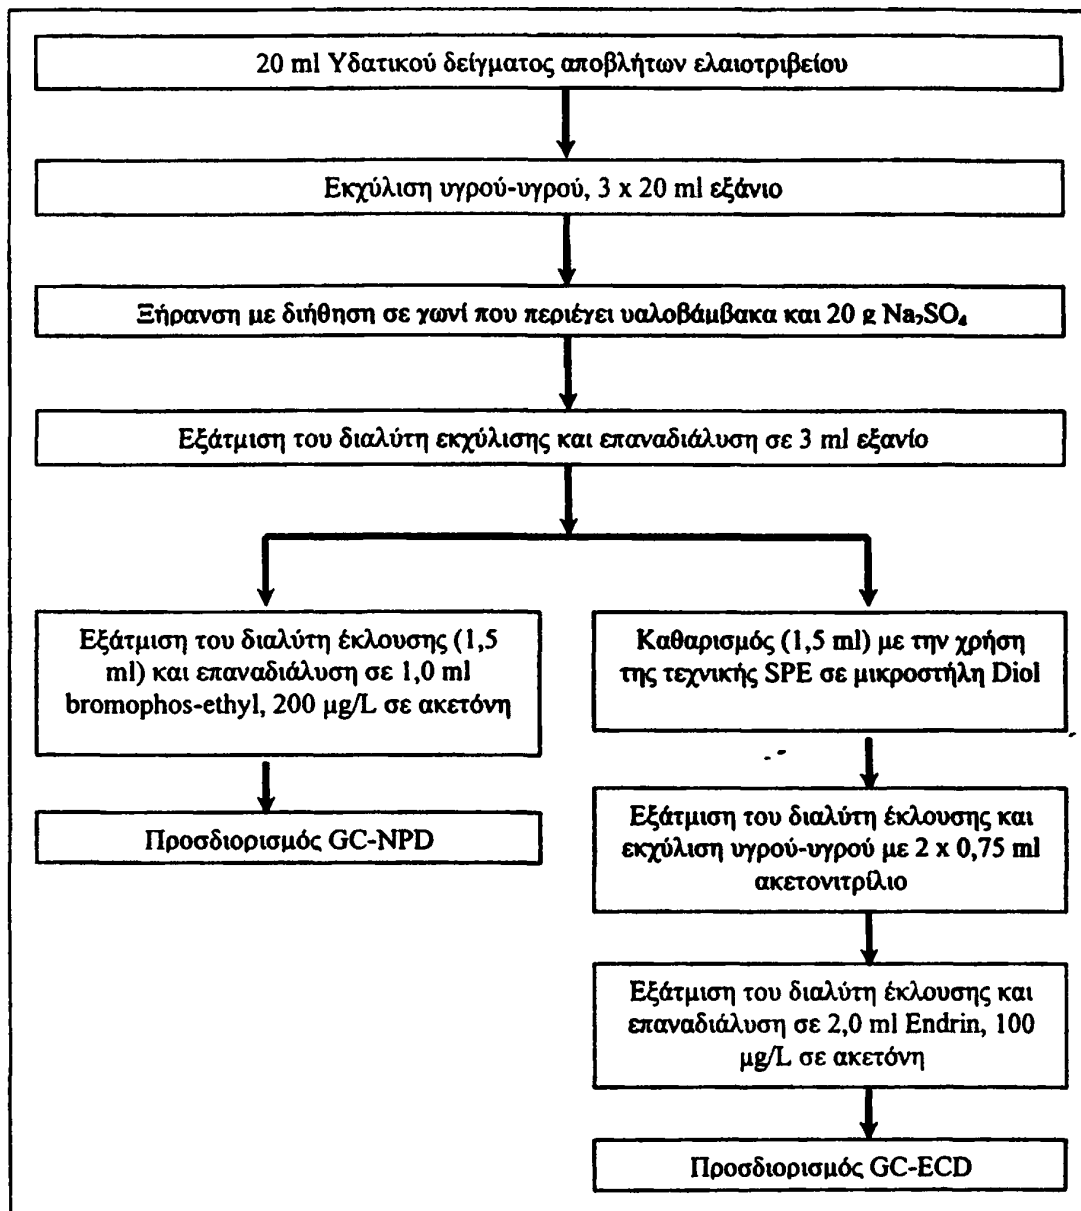 20 ml Υδατικού δείγματος αποβλήτων ελαιοτριβείου
Εκχύλιση υγρού-υγρού, 3 x 20 ml εξάνιο
Ξήρανση με διήθηση σε χωνί που περιέχει υαλοβάμβακα και 20 g Na₂SO₄
Εξάτμιση του διαλύτη εκχύλισης και επαναδιάλυση σε 3 ml εξανίο
Εξάτμιση του διαλύτη έκλουσης (1,5
ml) και επαναδιάλυση σε 1,0 ml
bromophos-ethyl, 200 μg/L σε ακετόνη
Προσδιορισμός GC-NPD
Καθαρισμός (1,5 ml) με την χρήση
της τεχνικής SPE σε μικροστήλη Diol
Εξάτμιση του διαλύτη έκλουσης και
εκχύλιση υγρού-υγρού με 2 x 0,75 ml
ακετονιτρίλιο
Εξάτμιση του διαλύτη έκλουσης και
επαναδιάλυση σε 2,0 ml Endrin, 100
μg/L σε ακετόνη
Προσδιορισμός GC-ECD